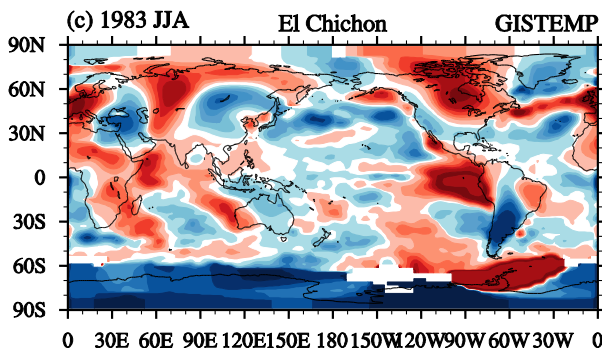 (c) 1983 JJA El Chichon GISTEMP
90N
60N
30N
0
30S
60S
90S
0 30E 60E 90E 120E 150E 180 150W 120W 90W 60W 30W 0